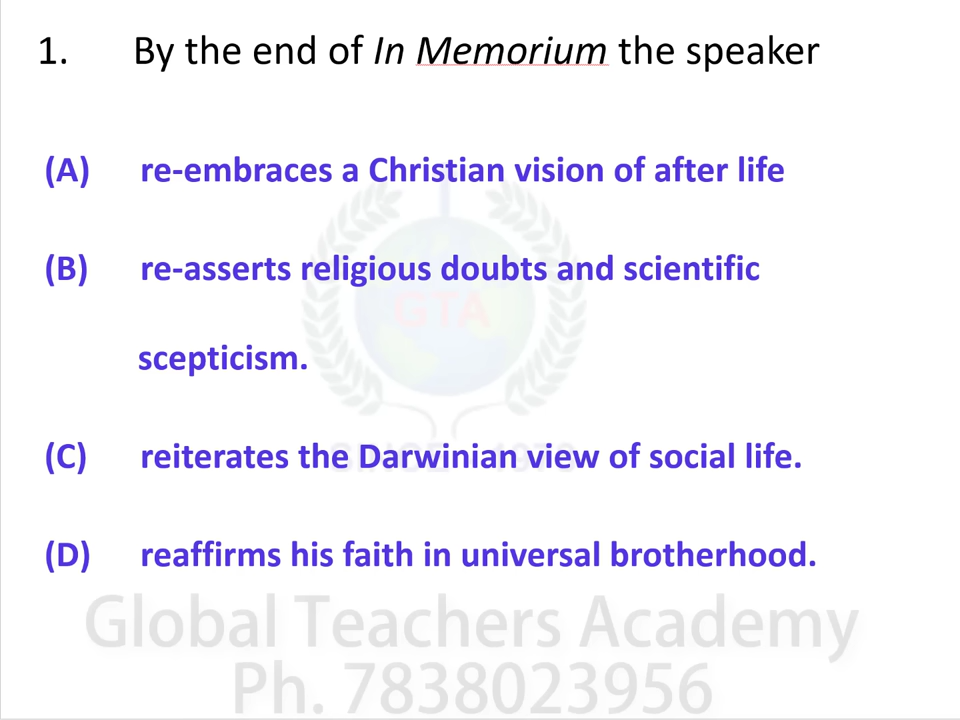 1. By the end of In Memorium the speaker
(A) re-embraces a Christian vision of after life
(B) re-asserts religious doubts and scientific
scepticism.
(C) reiterates the Darwinian view of social life.
(D) reaffirms his faith in universal brotherhood.
GTA
Global Teachers Academy
Ph. 7838023956